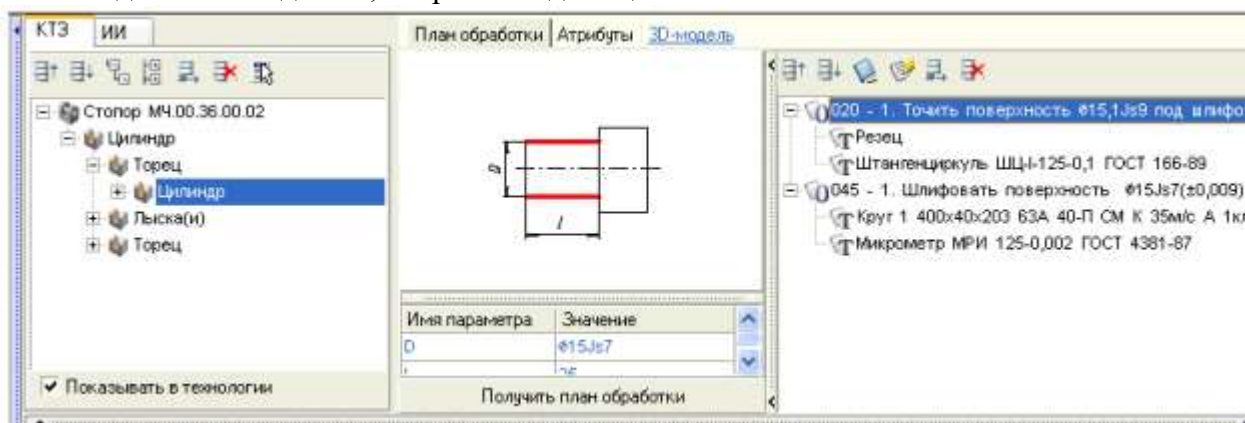 КТЭ ИИ
План обработки Атрибуты 3D-модель
Стопор МЧ.00.36.00.02
Цилиндр
Торец
Цилиндр
Лыска(и)
Торец
Показывать в технологии
D
l
Имя параметра Значение
D ⌀15Js7
Получить план обработки
020 - 1. Точить поверхность ⌀15,1Js9 под шлифо
Резец
Штангенциркуль ШЦ-I-125-0,1 ГОСТ 166-89
045 - 1. Шлифовать поверхность ⌀15Js7(±0,009)
Круг 1 400х40х203 63А 40-П СМ К 35м/с А 1кл
Микрометр МРИ 125-0,002 ГОСТ 4381-87